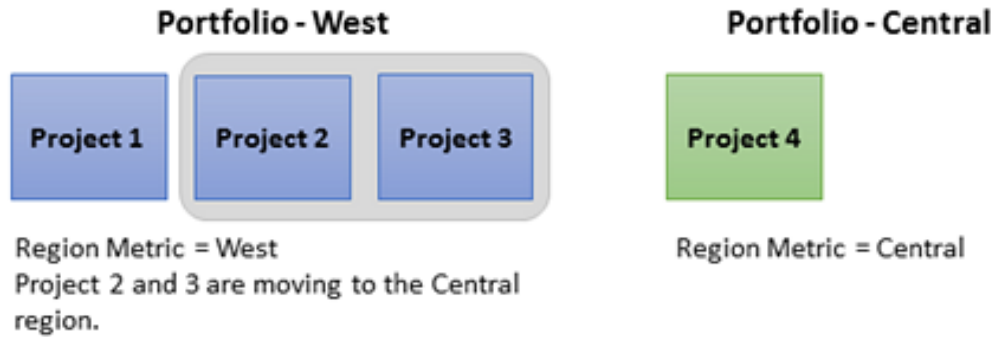 Portfolio - West
Portfolio - Central
Project 1
Project 2
Project 3
Project 4
Region Metric = West
Project 2 and 3 are moving to the Central
region.
Region Metric = Central